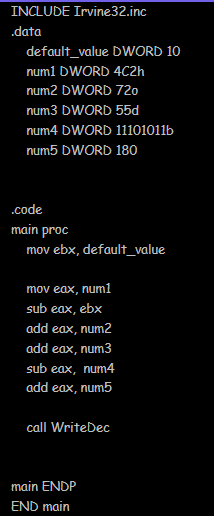 INCLUDE Irvine32.inc
.data
default_value DWORD 10
num1 DWORD 4C2h
num2 DWORD 72o
num3 DWORD 55d
num4 DWORD 11101011b
num5 DWORD 180
.code
main proc
mov ebx, default_value
mov eax, num1
sub eax, ebx
add eax, num2
add eax, num3
sub eax, num4
add eax, num5
call WriteDec
main ENDP
END main